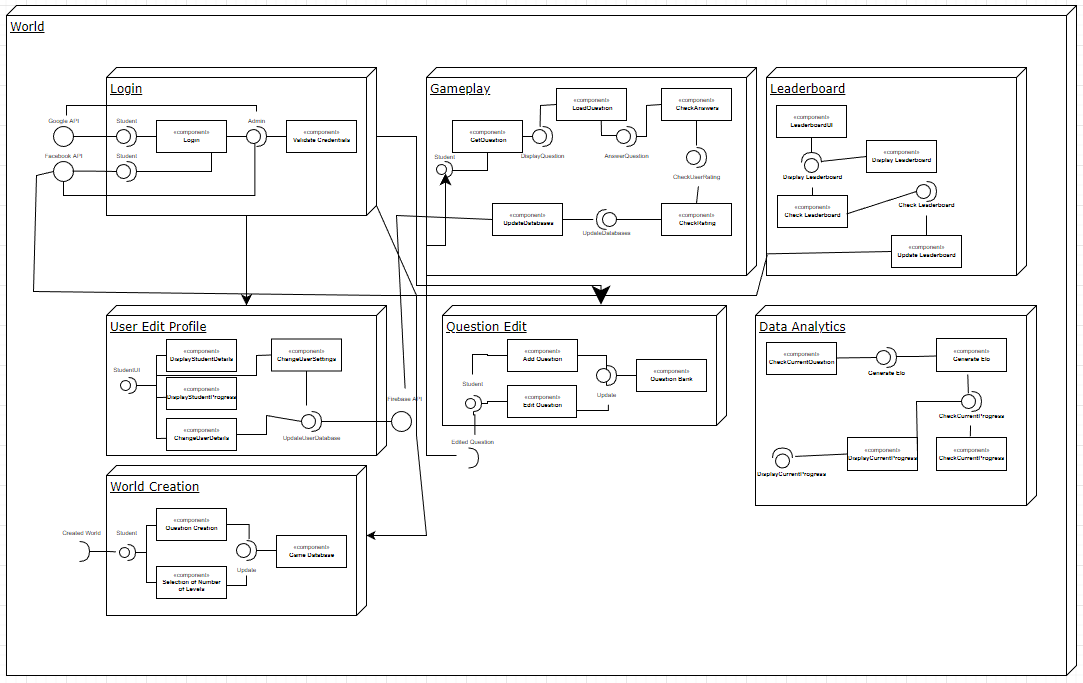 World
Login
Google API
Student
«component»
Login
Admin
«component»
Validate Credentials
Facebook API
Student
Gameplay
«component»
LoadQuestion
«component»
CheckAnswers
«component»
GetQuestion
Student
DisplayQuestion
AnswerQuestion
CheckUserRating
«component»
UpdateDatabases
UpdateDatabases
«component»
CheckRating
Leaderboard
«component»
LeaderboardUI
«component»
Display Leaderboard
Display Leaderboard
«component»
Check Leaderboard
Check Leaderboard
«component»
Update Leaderboard
User Edit Profile
«component»
DisplayStudentDetails
«component»
ChangeUserSettings
StudentUI
«component»
DisplayStudentProgress
«component»
ChangeUserDetails
UpdateUserDatabase
Firebase API
Question Edit
«component»
Add Question
Student
«component»
Question Bank
«component»
Edit Question
Update
Edited Question
Data Analytics
«component»
CheckCurrentQuestion
Generate Elo
«component»
Generate Elo
CheckCurrentProgress
«component»
DisplayCurrentProgress
«component»
CheckCurrentProgress
DisplayCurrentProgress
World Creation
Created World
Student
«component»
Question Creation
«component»
Game Database
Update
«component»
Selection of Number
of Levels